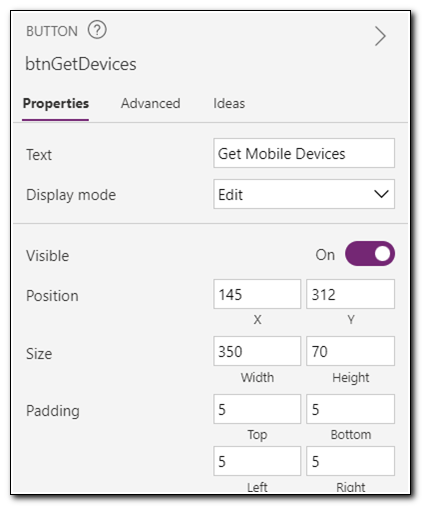 BUTTON ?
btnGetDevices
Properties Advanced Ideas
Text Get Mobile Devices
Display mode Edit
Visible On
Position 145 312
X Y
Size 350 70
Width Height
Padding 5 5
Top Bottom
5 5
Left Right